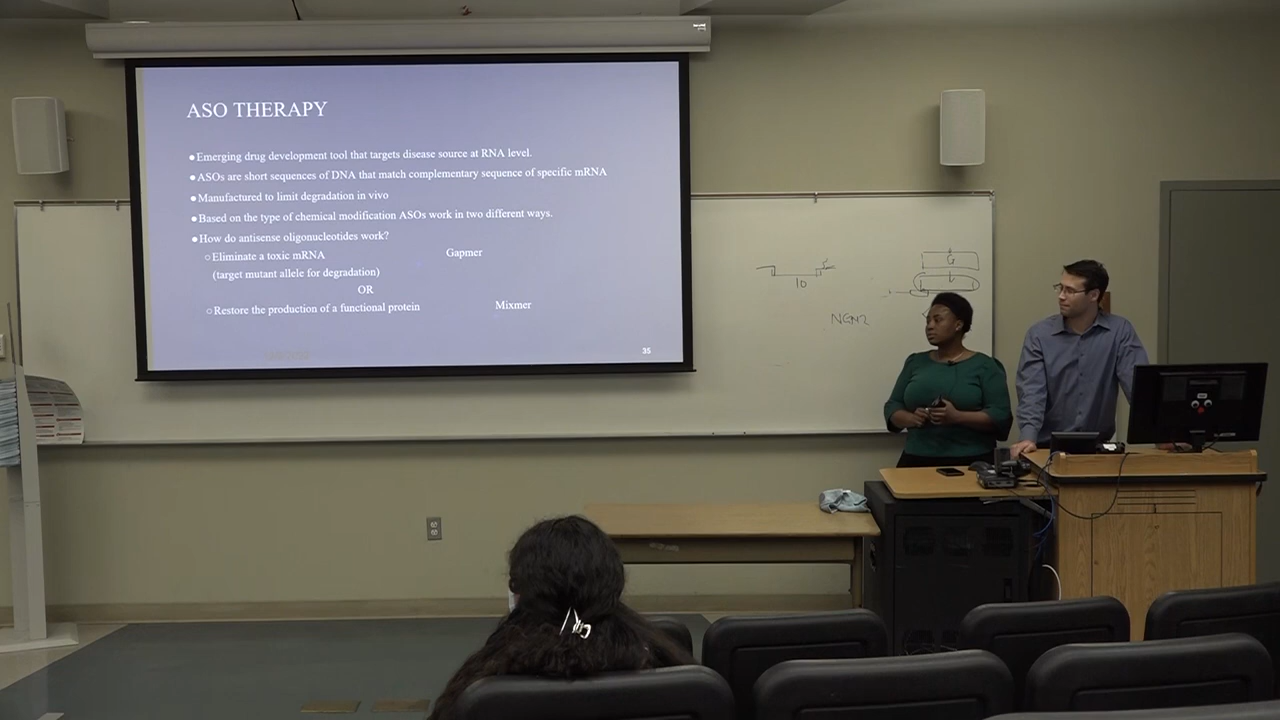 ASO THERAPY
●Emerging drug development tool that targets disease source at RNA level.
●ASOs are short sequences of DNA that match complementary sequence of specific mRNA
●Manufactured to limit degradation in vivo
●Based on the type of chemical modification ASOs work in two different ways.
●How do antisense oligonucleotides work?
○Eliminate a toxic mRNA Gapmer
(target mutant allele for degradation)
OR
○Restore the production of a functional protein Mixmer
35
10
G
NGN2